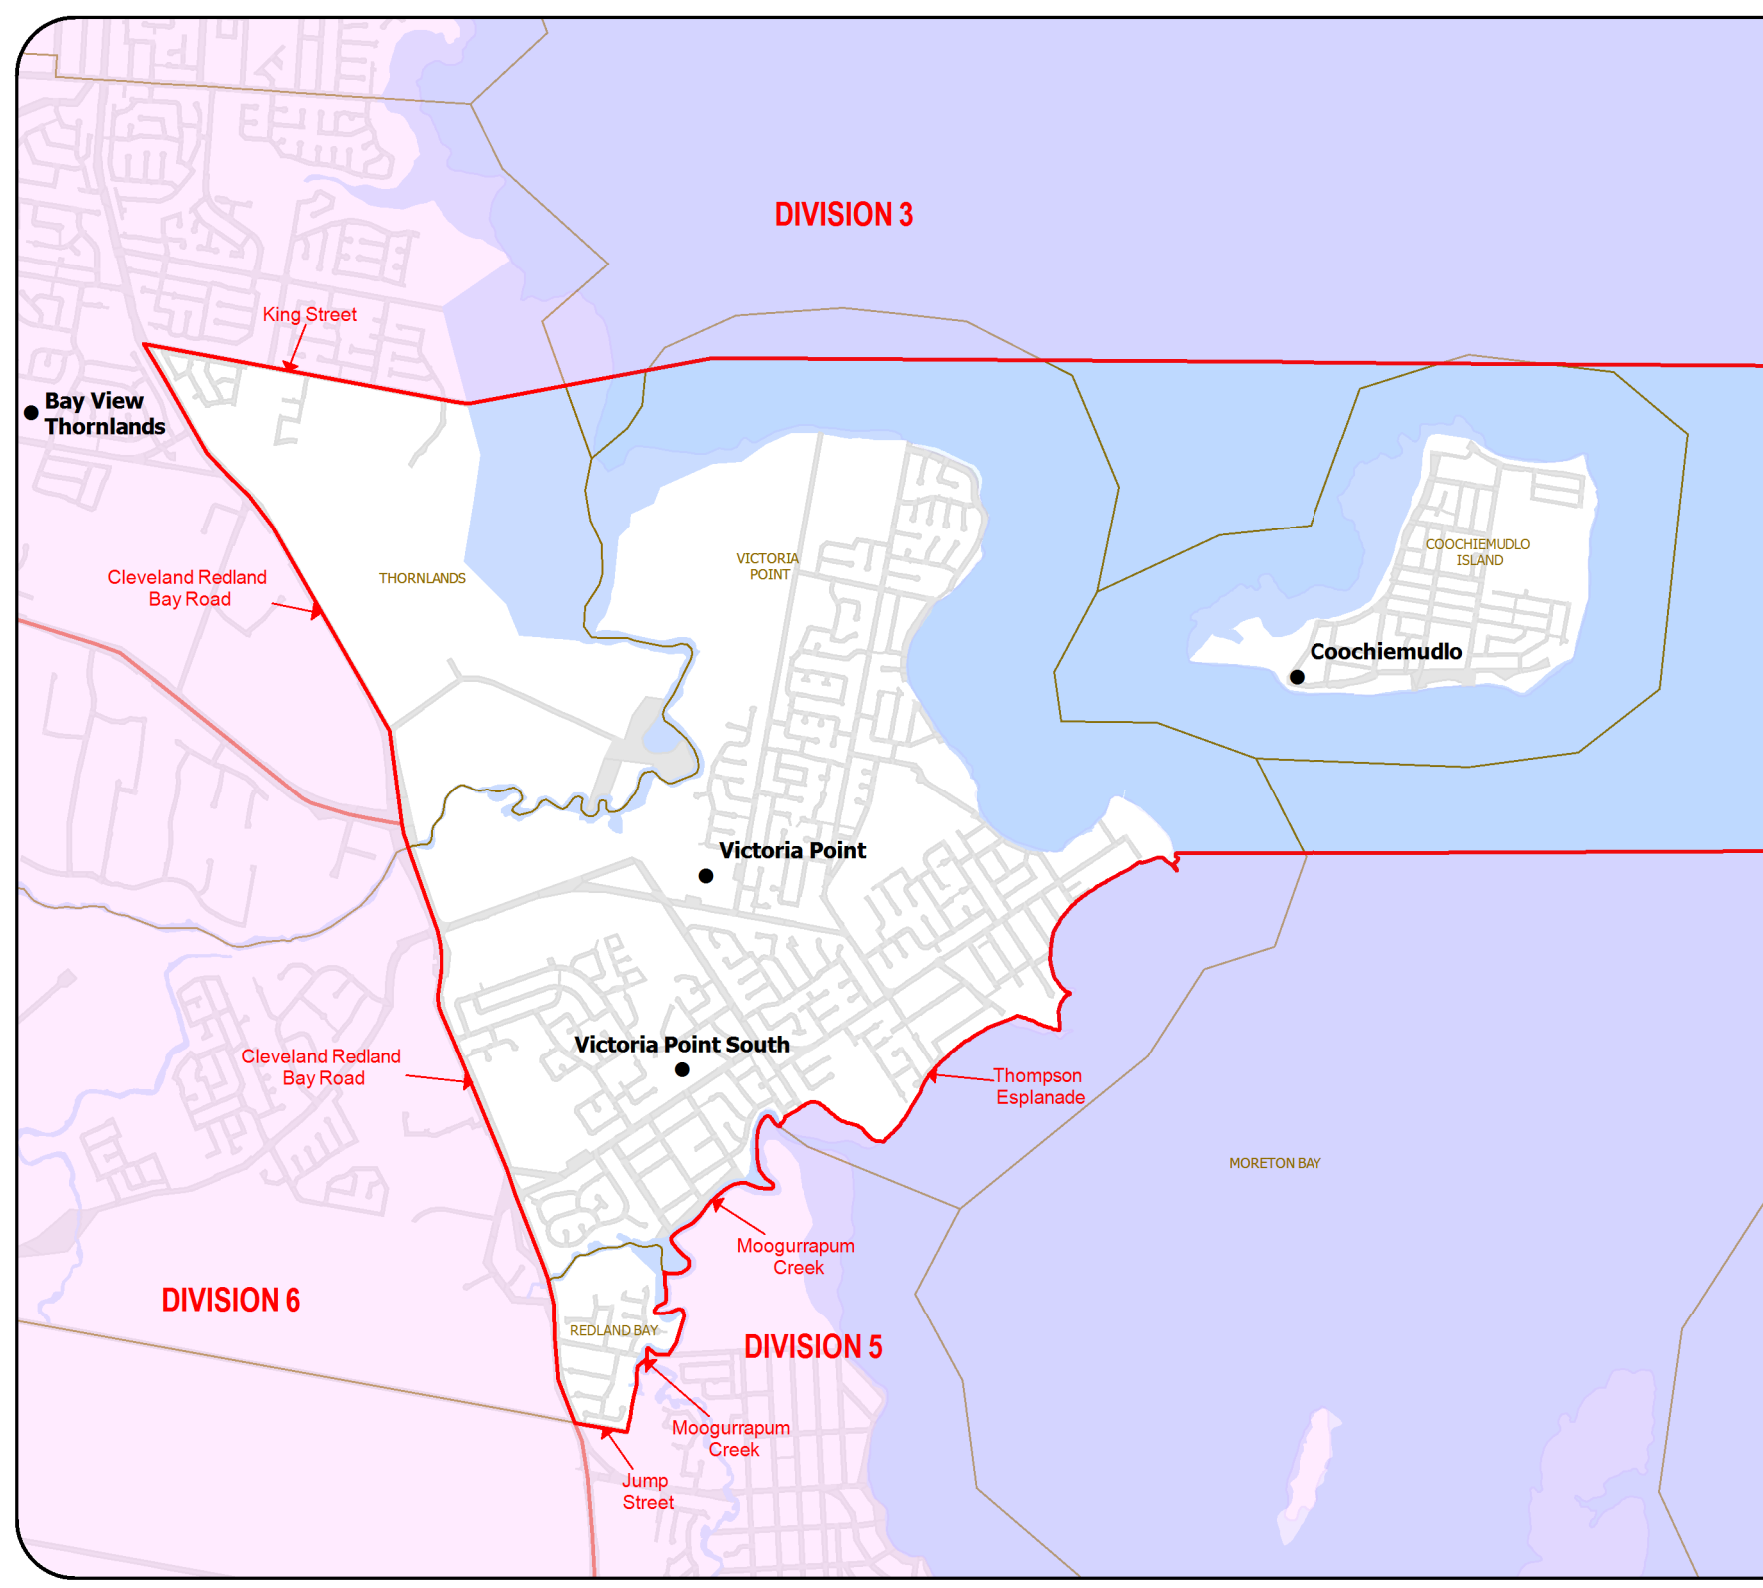 DIVISION 3
King Street
Bay View
Thornlands
Cleveland Redland
Bay Road
THORNLANDS
VICTORIA
POINT
COOCHIEMUDLO
ISLAND
Coochiemudlo
Victoria Point
Victoria Point South
Cleveland Redland
Bay Road
Thompson
Esplanade
MORETON BAY
Moogurrapum
Creek
DIVISION 6
REDLAND BAY
DIVISION 5
Moogurrapum
Creek
Jump
Street